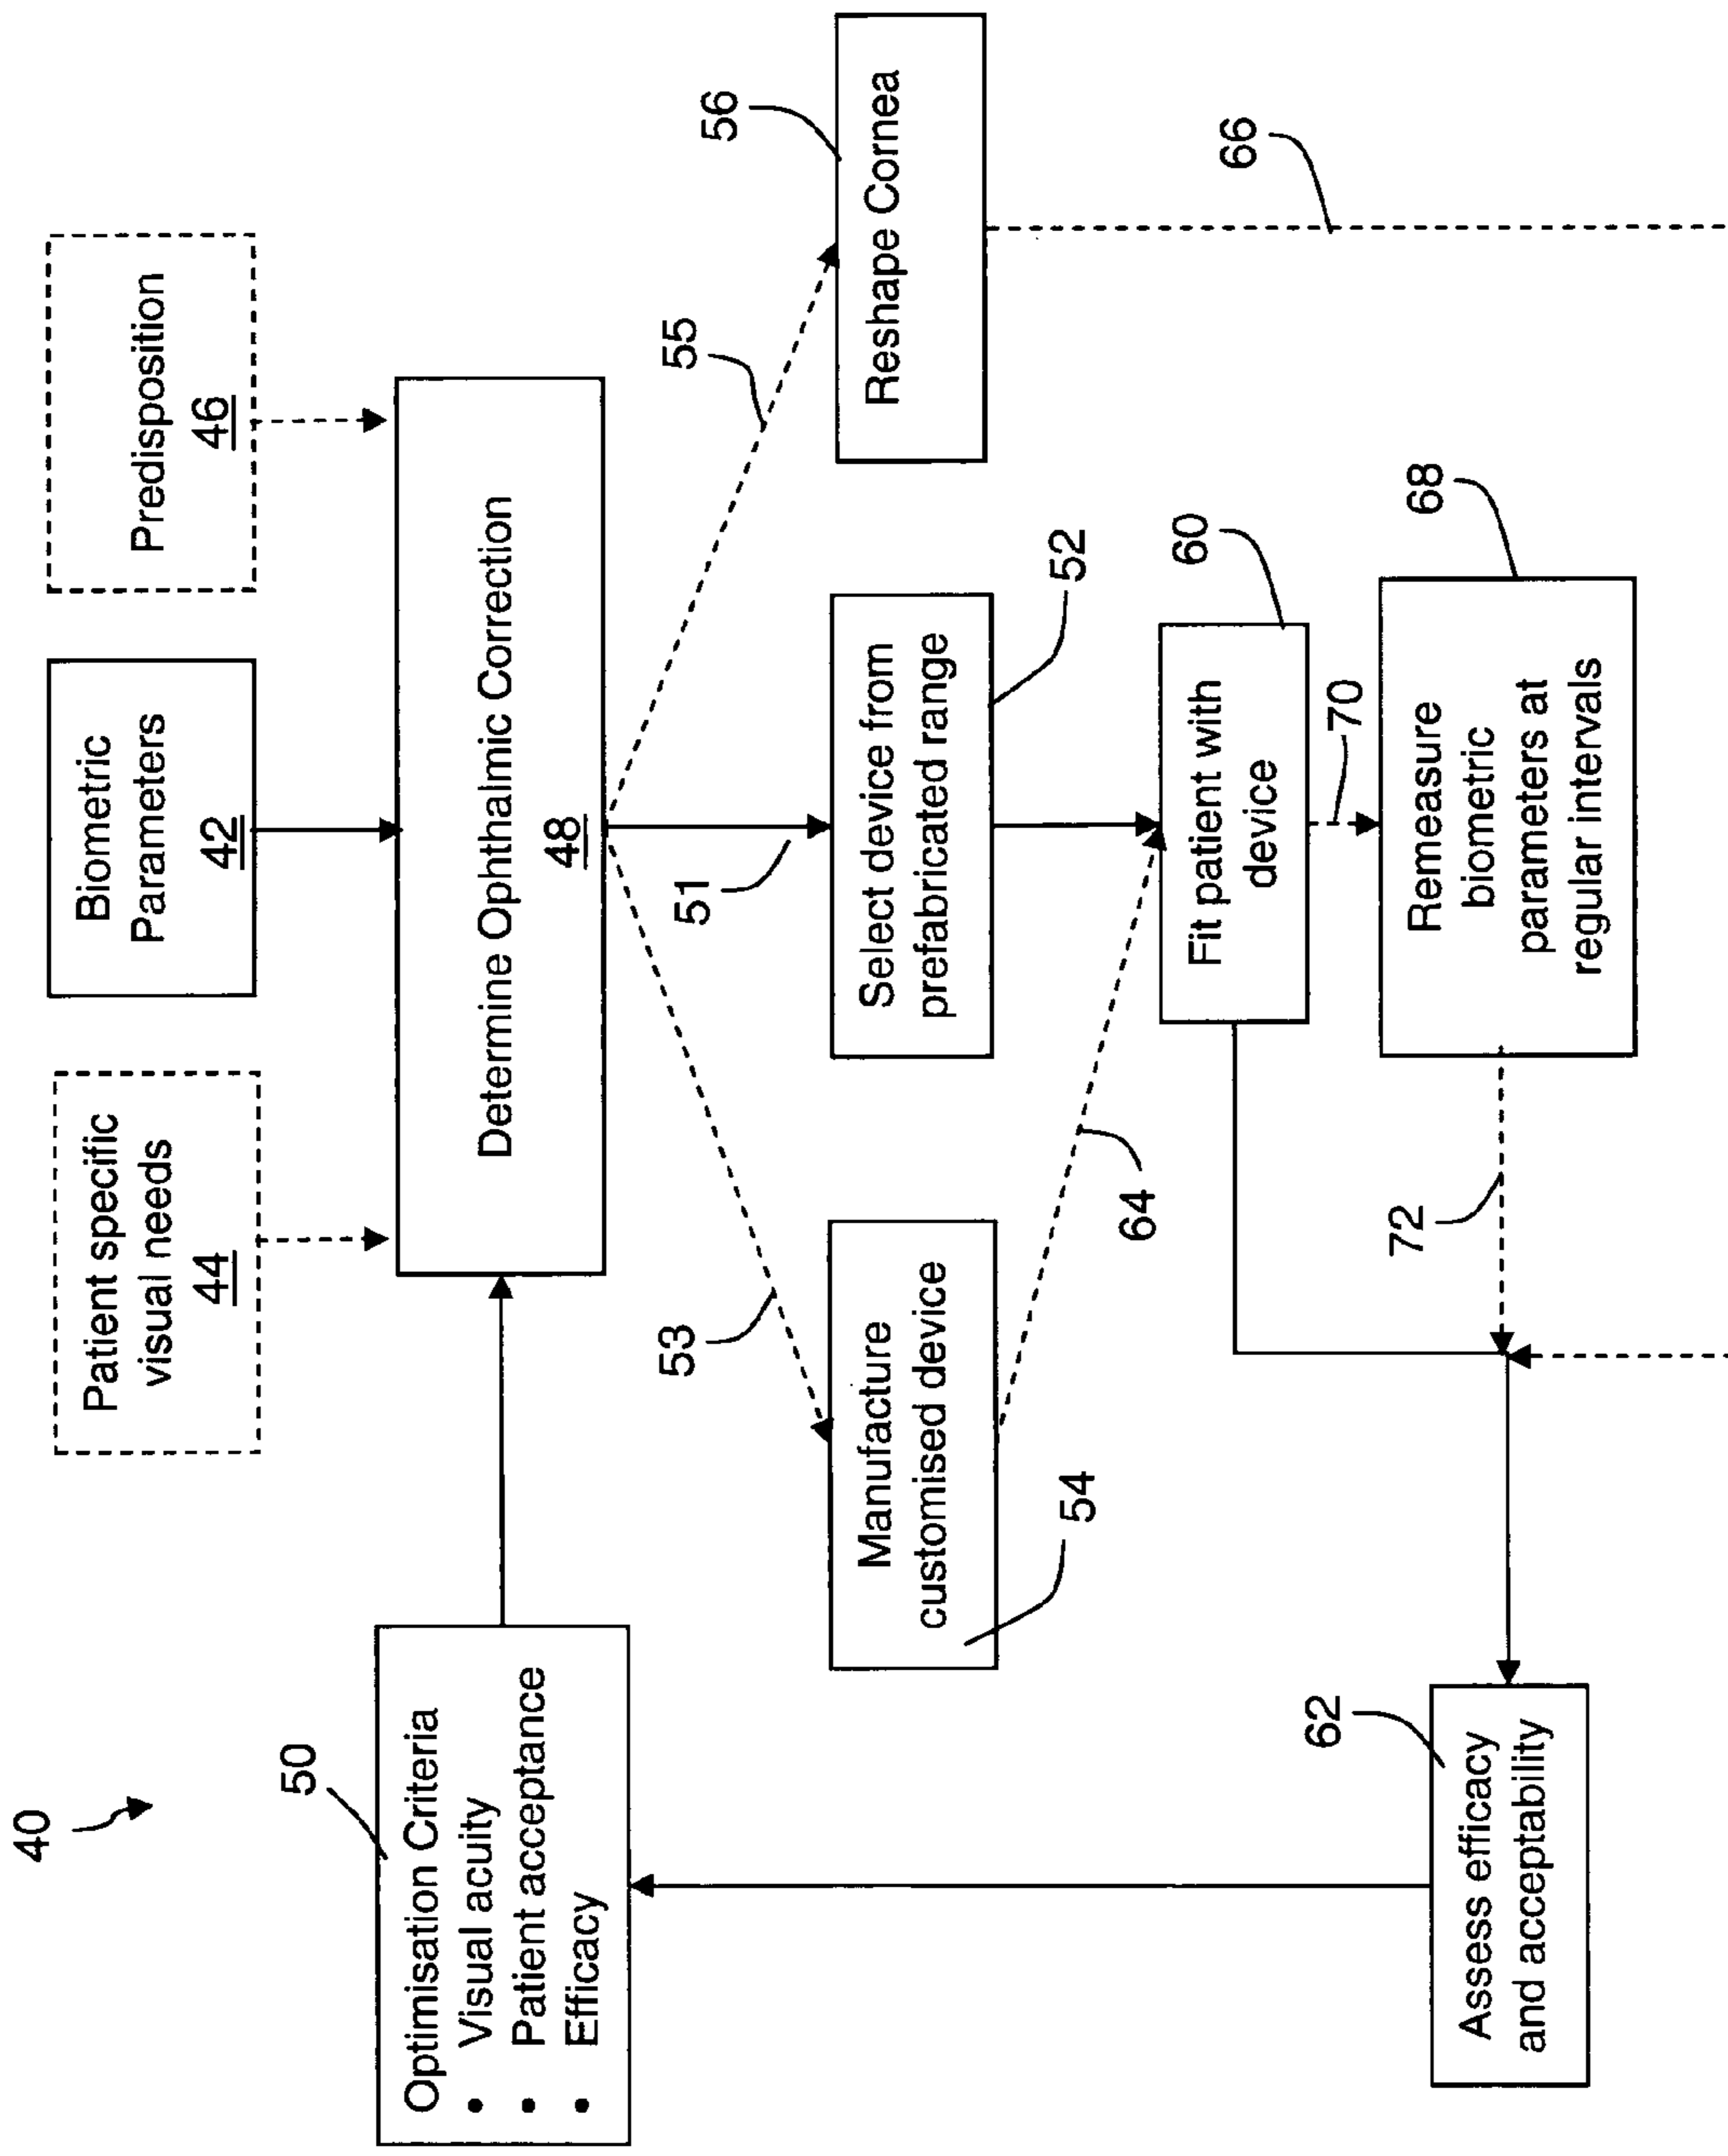 40
Patient specific
visual needs
44
Biometric
Parameters
42
Predisposition
46
50
Optimisation Criteria
• Visual acuity
• Patient acceptance
• Efficacy
Determine Ophthalmic Correction
48
53
51
55
Manufacture
customised device
54
Select device from
prefabricated range
52
56
Reshape Cornea
64
60
Fit patient with
device
70
66
62
Assess efficacy
and acceptability
72
68
Remeasure
biometric
parameters at
regular intervals